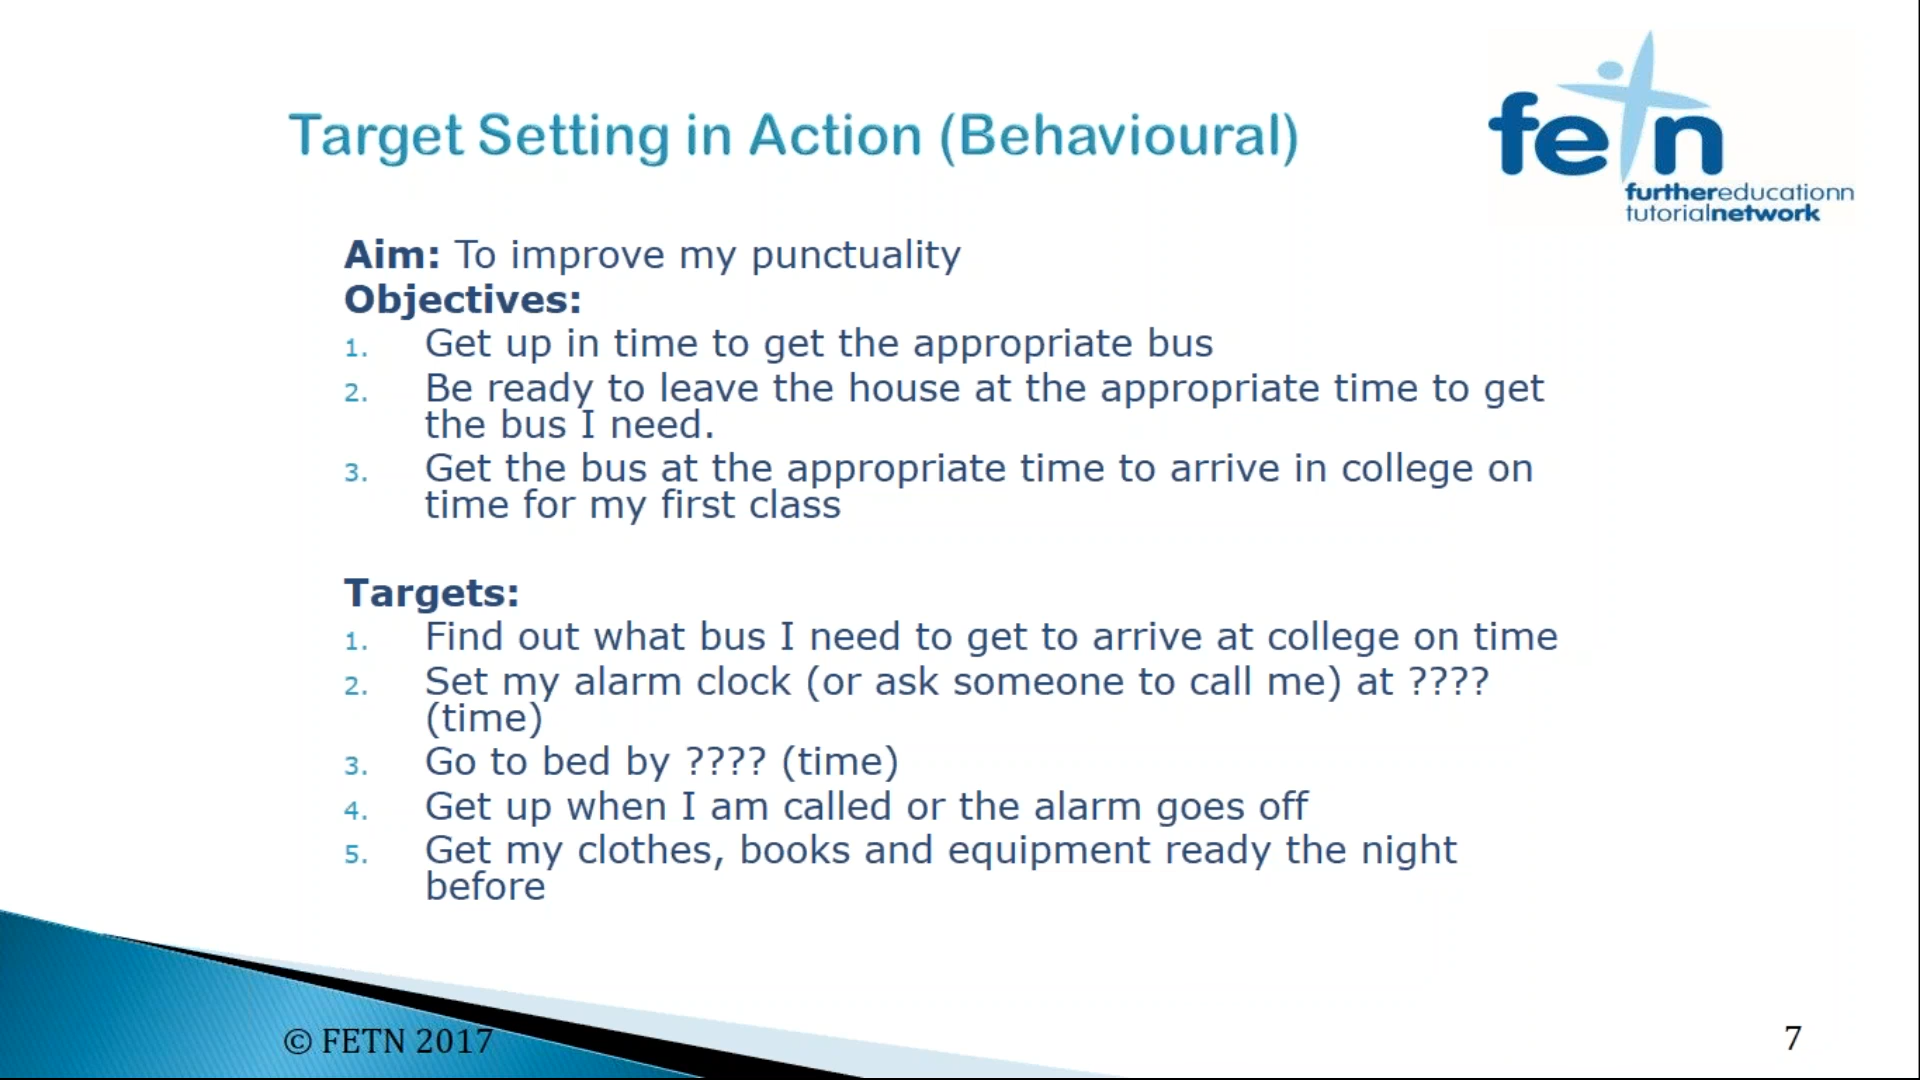 Target Setting in Action (Behavioural)
fetn
furthereducationn
tutorialnetwork
Aim: To improve my punctuality
Objectives:
1. Get up in time to get the appropriate bus
2. Be ready to leave the house at the appropriate time to get
the bus I need.
3. Get the bus at the appropriate time to arrive in college on
time for my first class
Targets:
1. Find out what bus I need to get to arrive at college on time
2. Set my alarm clock (or ask someone to call me) at ????
(time)
3. Go to bed by ???? (time)
4. Get up when I am called or the alarm goes off
5. Get my clothes, books and equipment ready the night
before
© FETN 2017
7